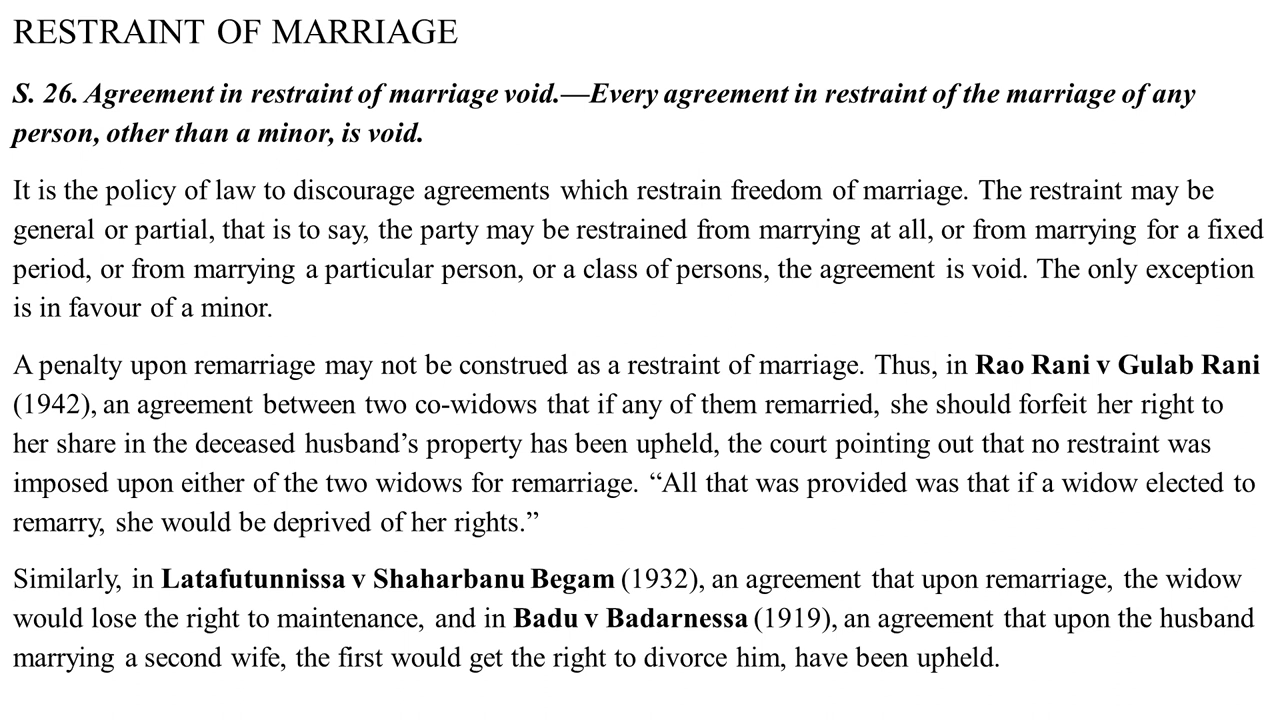 RESTRAINT OF MARRIAGE
S. 26. Agreement in restraint of marriage void.—Every agreement in restraint of the marriage of any
person, other than a minor, is void.
It is the policy of law to discourage agreements which restrain freedom of marriage. The restraint may be
general or partial, that is to say, the party may be restrained from marrying at all, or from marrying for a fixed
period, or from marrying a particular person, or a class of persons, the agreement is void. The only exception
is in favour of a minor.
A penalty upon remarriage may not be construed as a restraint of marriage. Thus, in Rao Rani v Gulab Rani
(1942), an agreement between two co-widows that if any of them remarried, she should forfeit her right to
her share in the deceased husband’s property has been upheld, the court pointing out that no restraint was
imposed upon either of the two widows for remarriage. “All that was provided was that if a widow elected to
remarry, she would be deprived of her rights.”
Similarly, in Latafutunnissa v Shaharbanu Begam (1932), an agreement that upon remarriage, the widow
would lose the right to maintenance, and in Badu v Badarnessa (1919), an agreement that upon the husband
marrying a second wife, the first would get the right to divorce him, have been upheld.